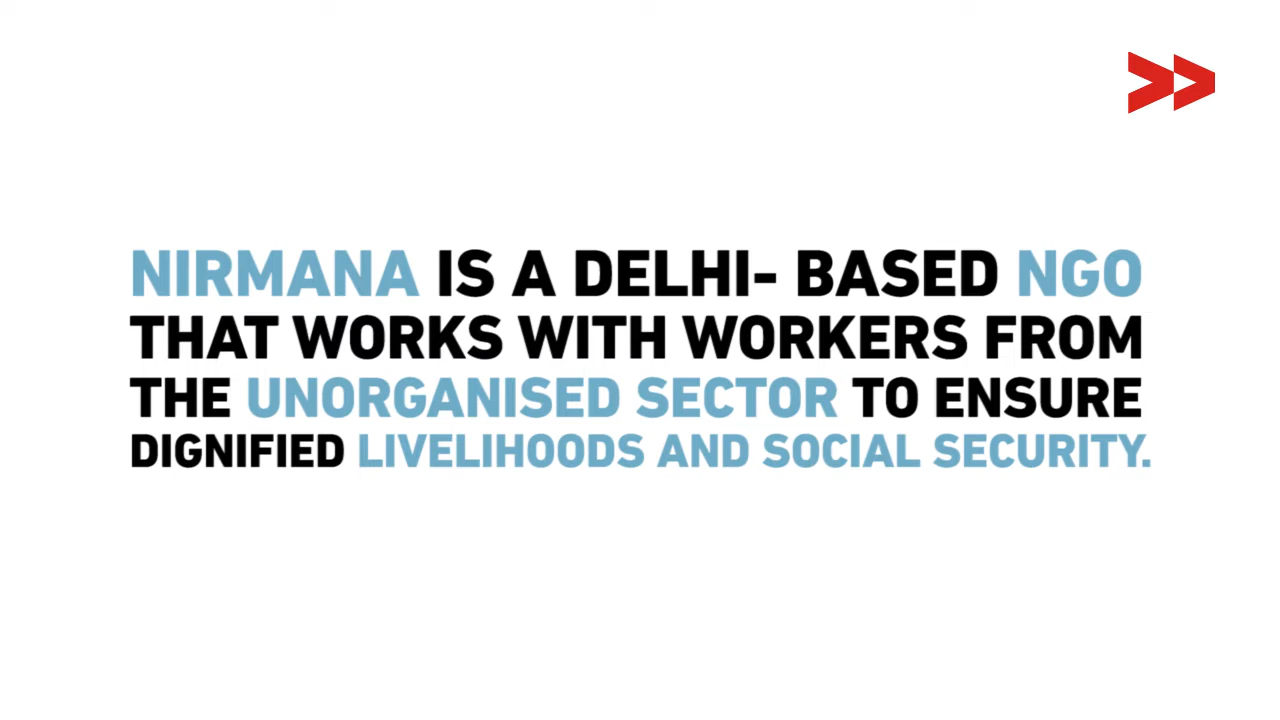 NIRMANA IS A DELHI- BASED NGO
THAT WORKS WITH WORKERS FROM
THE UNORGANISED SECTOR TO ENSURE
DIGNIFIED LIVELIHOODS AND SOCIAL SECURITY.